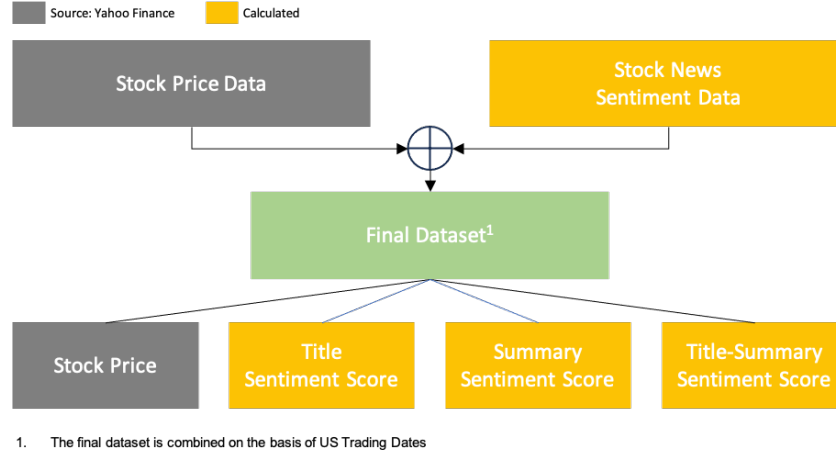 Source: Yahoo Finance
Calculated
Stock Price Data
Stock News
Sentiment Data
Final Dataset¹
Stock Price
Title
Sentiment Score
Summary
Sentiment Score
Title-Summary
Sentiment Score
1. The final dataset is combined on the basis of US Trading Dates